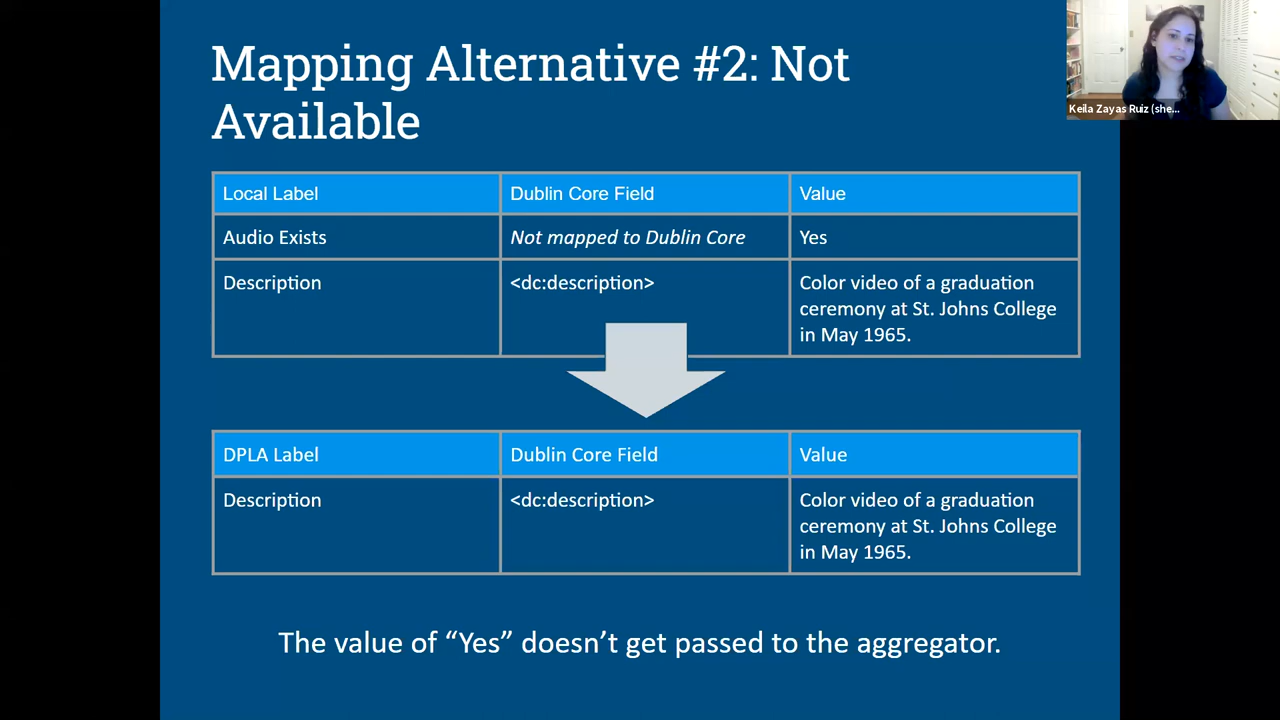 Mapping Alternative #2: Not
Available
Keila Zayas Ruiz (she...
Local Label
Dublin Core Field
Value
Audio Exists
Not mapped to Dublin Core
Yes
Description
<dc:description>
Color video of a graduation
ceremony at St. Johns College
in May 1965.
DPLA Label
Dublin Core Field
Value
Description
<dc:description>
Color video of a graduation
ceremony at St. Johns College
in May 1965.
The value of “Yes” doesn’t get passed to the aggregator.